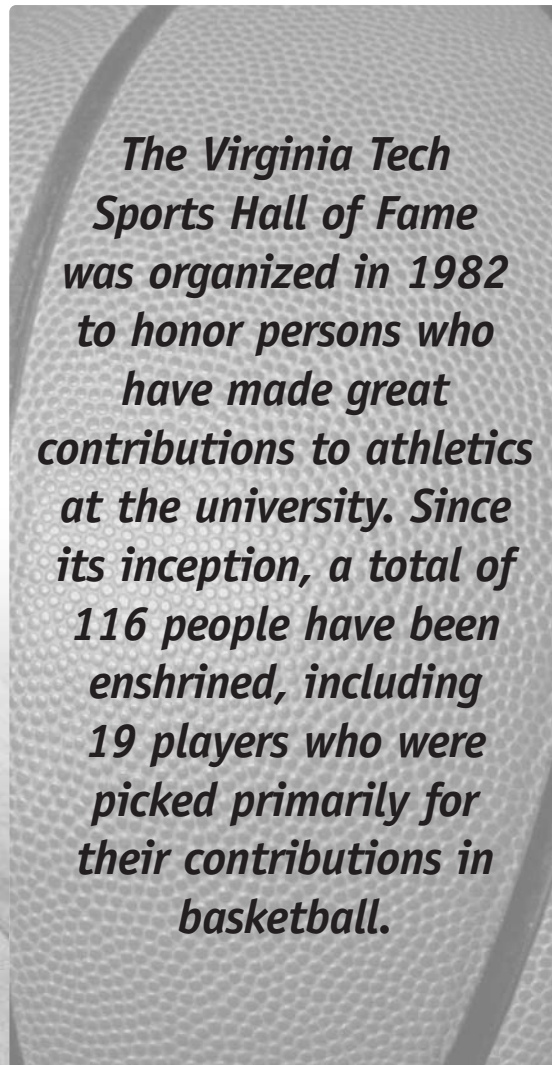 The Virginia Tech
Sports Hall of Fame
was organized in 1982
to honor persons who
have made great
contributions to athletics
at the university. Since
its inception, a total of
116 people have been
enshrined, including
19 players who were
picked primarily for
their contributions in
basketball.